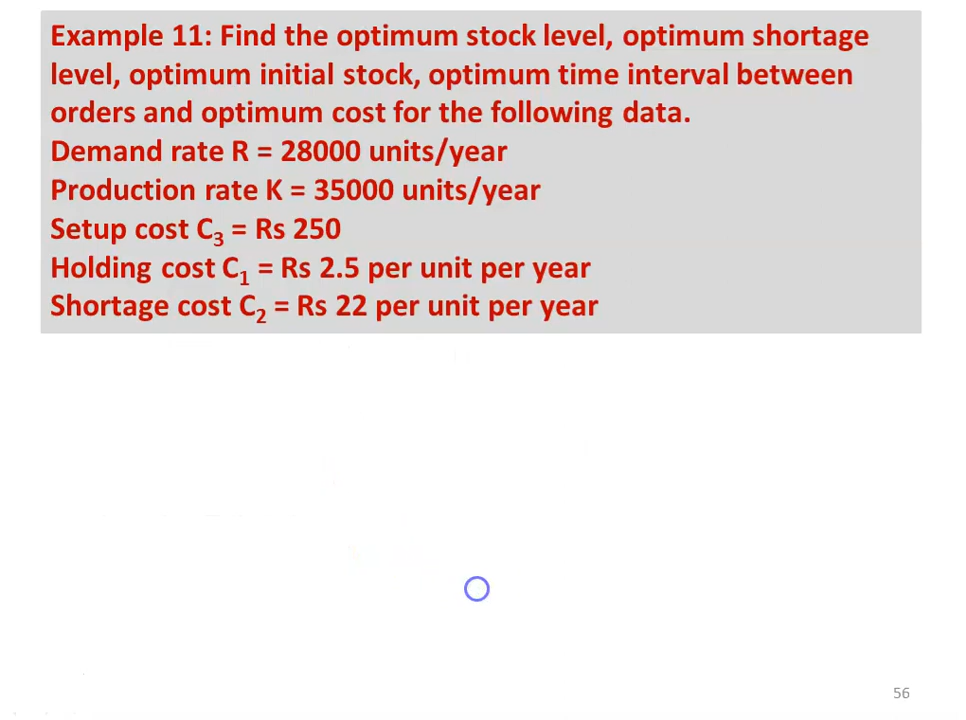 Example 11: Find the optimum stock level, optimum shortage
level, optimum initial stock, optimum time interval between
orders and optimum cost for the following data.
Demand rate R = 28000 units/year
Production rate K = 35000 units/year
Setup cost C₃ = Rs 250
Holding cost C₁ = Rs 2.5 per unit per year
Shortage cost C₂ = Rs 22 per unit per year
56